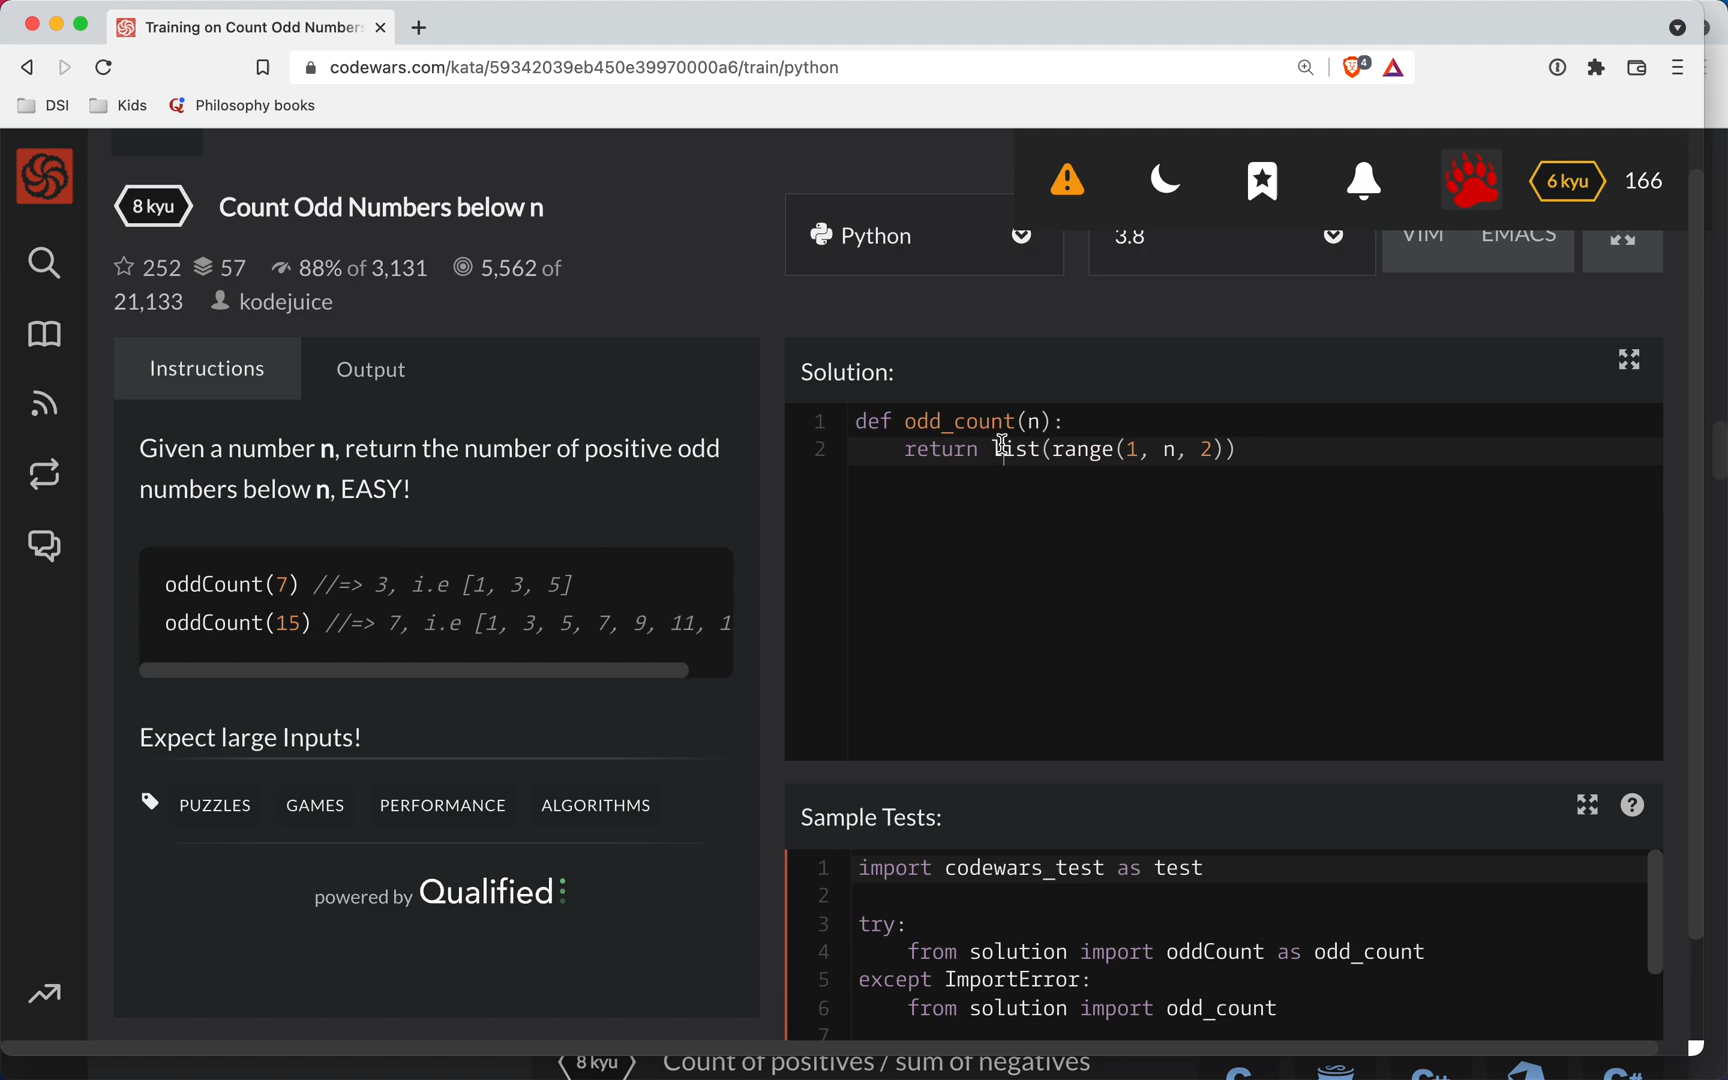 Training on Count Odd Numbers
codewars.com/kata/59342039eb450e39970000a6/train/python
4
DSI
Kids
Philosophy books
6 kyu
166
8 kyu
Count Odd Numbers below n
Python
3.8
VIM
EMACS
252
57
88% of 3,131
5,562 of
21,133
kodejuice
Instructions
Output
Given a number n, return the number of positive odd
numbers below n, EASY!
oddCount(7) //=> 3, i.e [1, 3, 5]
oddCount(15) //=> 7, i.e [1, 3, 5, 7, 9, 11, 1
Expect large Inputs!
PUZZLES
GAMES
PERFORMANCE
ALGORITHMS
powered by Qualified
Solution:
1 def odd_count(n):
2 return list(range(1, n, 2))
Sample Tests:
1 import codewars_test as test
2
3 try:
4 from solution import oddCount as odd_count
5 except ImportError:
6 from solution import odd_count
7
8 kyu
Count of positives / sum of negatives